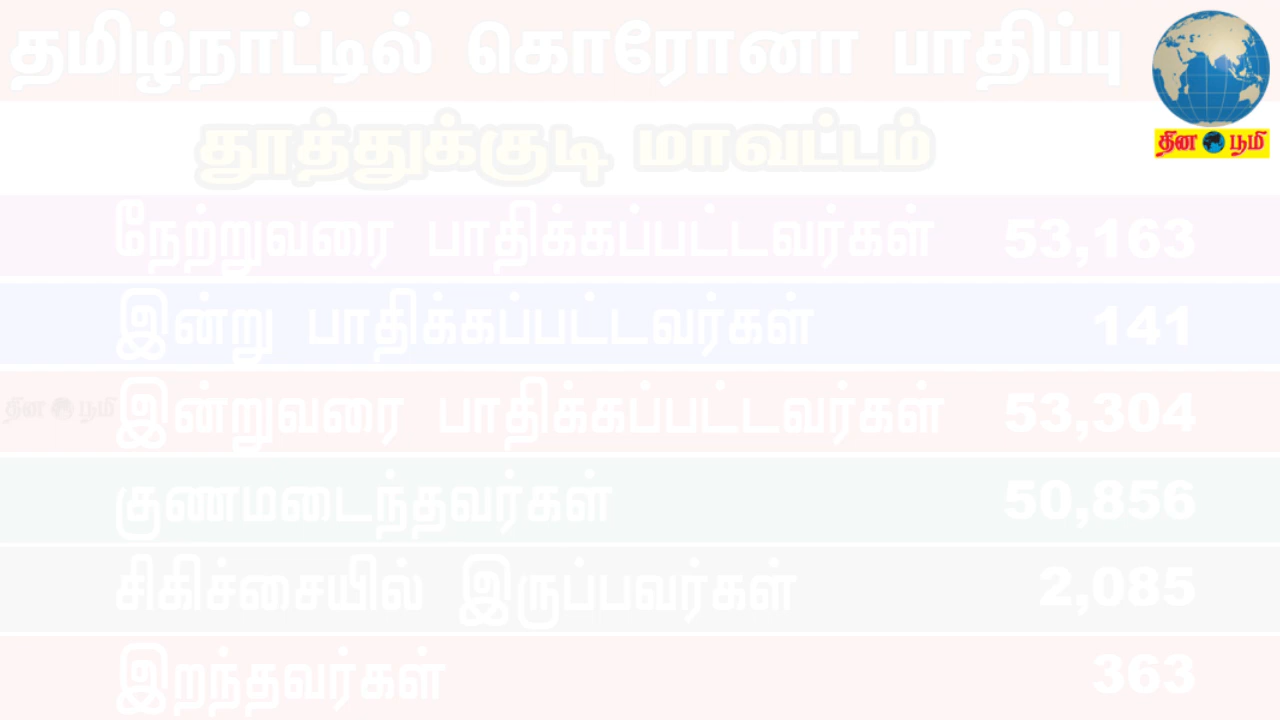 தமிழ்நாட்டில் கொரோனா பாதிப்பு
தின பூமி
தூத்துக்குடி மாவட்டம்
நேற்றுவரை பாதிக்கப்பட்டவர்கள் 53,163
இன்று பாதிக்கப்பட்டவர்கள் 141
தின பூமி
இன்றுவரை பாதிக்கப்பட்டவர்கள் 53,304
குணமடைந்தவர்கள் 50,856
சிகிச்சையில் இருப்பவர்கள் 2,085
இறந்தவர்கள் 363